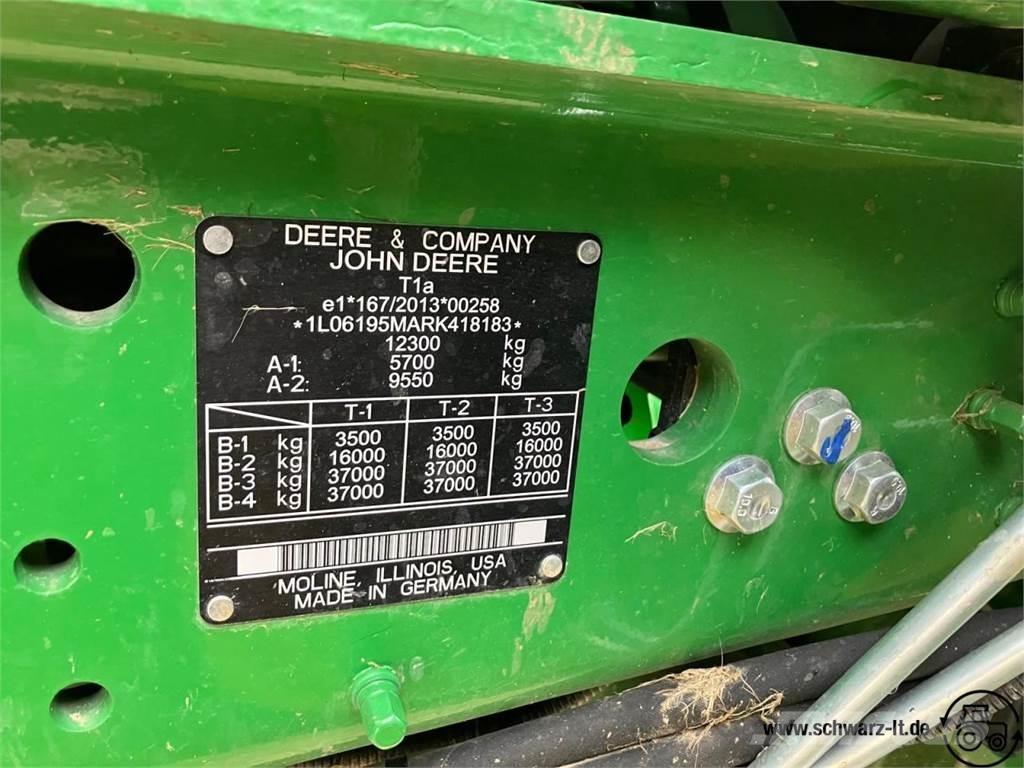 DEERE & COMPANY
JOHN DEERE
T1a
e1*167/2013*00258
*1L06195MARK418183*
12300 kg
A-1: 5700 kg
A-2: 9550 kg
T-1 T-2 T-3
B-1 kg 3500 3500 3500
B-2 kg 16000 16000 16000
B-3 kg 37000 37000 37000
B-4 kg 37000 37000 37000
MOLINE, ILLINOIS, USA
MADE IN GERMANY
10.9
www.schwarz-lt.de